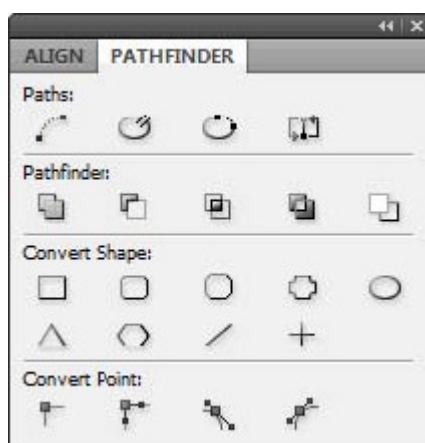 ALIGN PATHFINDER
Paths:
Pathfinder:
Convert Shape:
Convert Point: